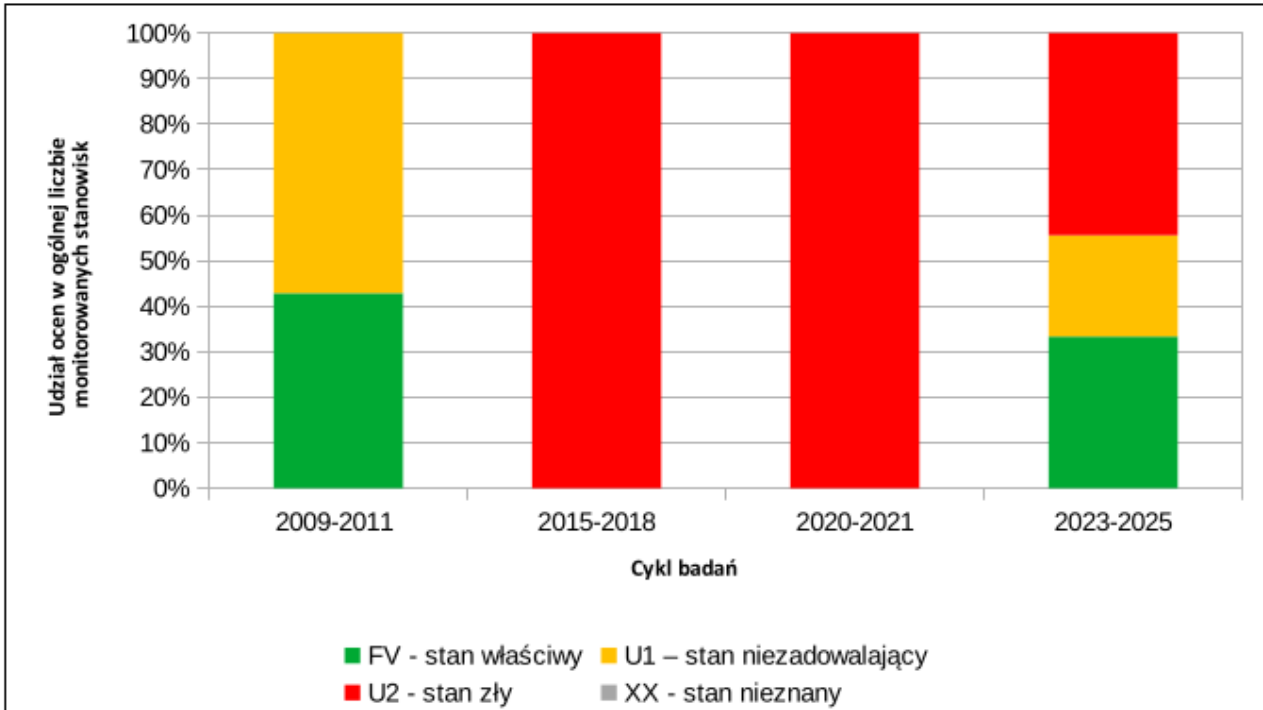 100%
90%
80%
70%
60%
50%
40%
30%
20%
10%
0%
Udział ocen w ogólnej liczbie
monitorowanych stanowisk
2009-2011 2015-2018 2020-2021 2023-2025
Cykl badań
FV - stan właściwy U1 – stan niezadowalający
U2 - stan zły XX - stan nieznany